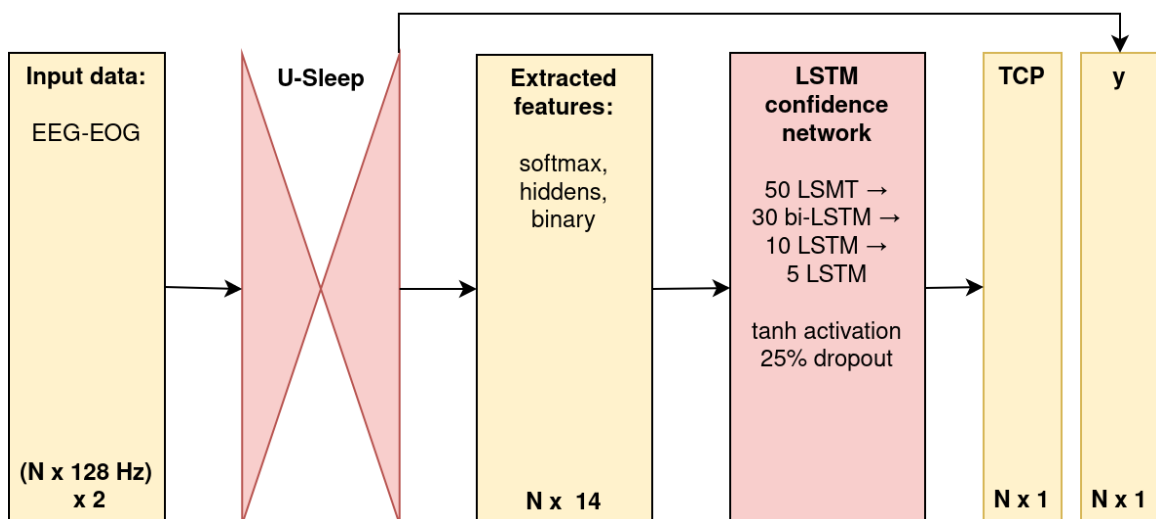 Input data:
EEG-EOG
(N x 128 Hz)
x 2
U-Sleep
Extracted
features:
softmax,
hiddens,
binary
N x 14
LSTM
confidence
network
50 LSMT →
30 bi-LSTM →
10 LSTM →
5 LSTM
tanh activation
25% dropout
TCP
N x 1
y
N x 1